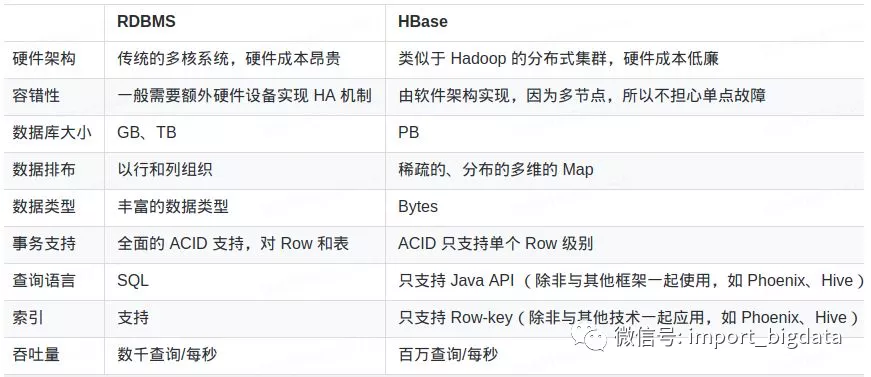 RDBMS HBase
硬件架构 传统的多核系统，硬件成本昂贵 类似于 Hadoop 的分布式集群，硬件成本低廉
容错性 一般需要额外硬件设备实现 HA 机制 由软件架构实现，因为多节点，所以不担心单点故障
数据库大小 GB、TB PB
数据排布 以行和列组织 稀疏的、分布的多维的 Map
数据类型 丰富的数据类型 Bytes
事务支持 全面的 ACID 支持，对 Row 和表 ACID 只支持单个 Row 级别
查询语言 SQL 只支持 Java API （除非与其他框架一起使用，如 Phoenix、Hive）
索引 支持 只支持 Row-key（除非与其他技术一起应用，如 Phoenix、Hive）
吞吐量 数千查询/每秒 百万查询/每秒
微信号: import_bigdata